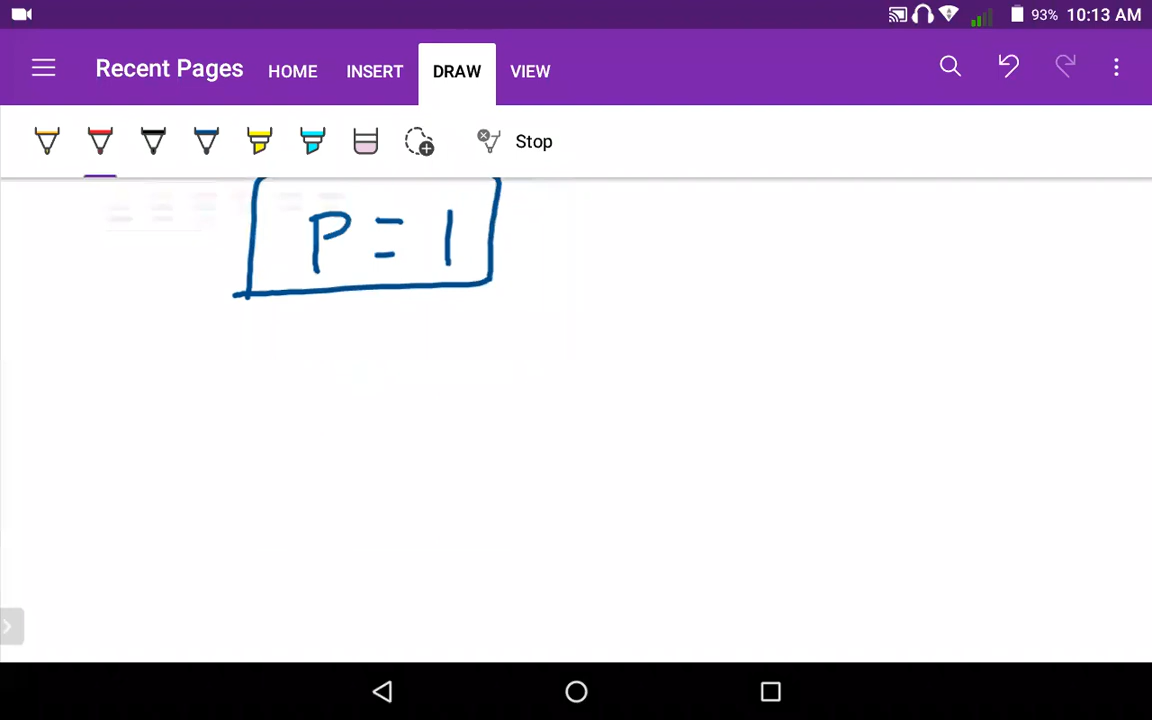 93% 10:13 AM
Recent Pages HOME INSERT DRAW VIEW
Stop
P = 1